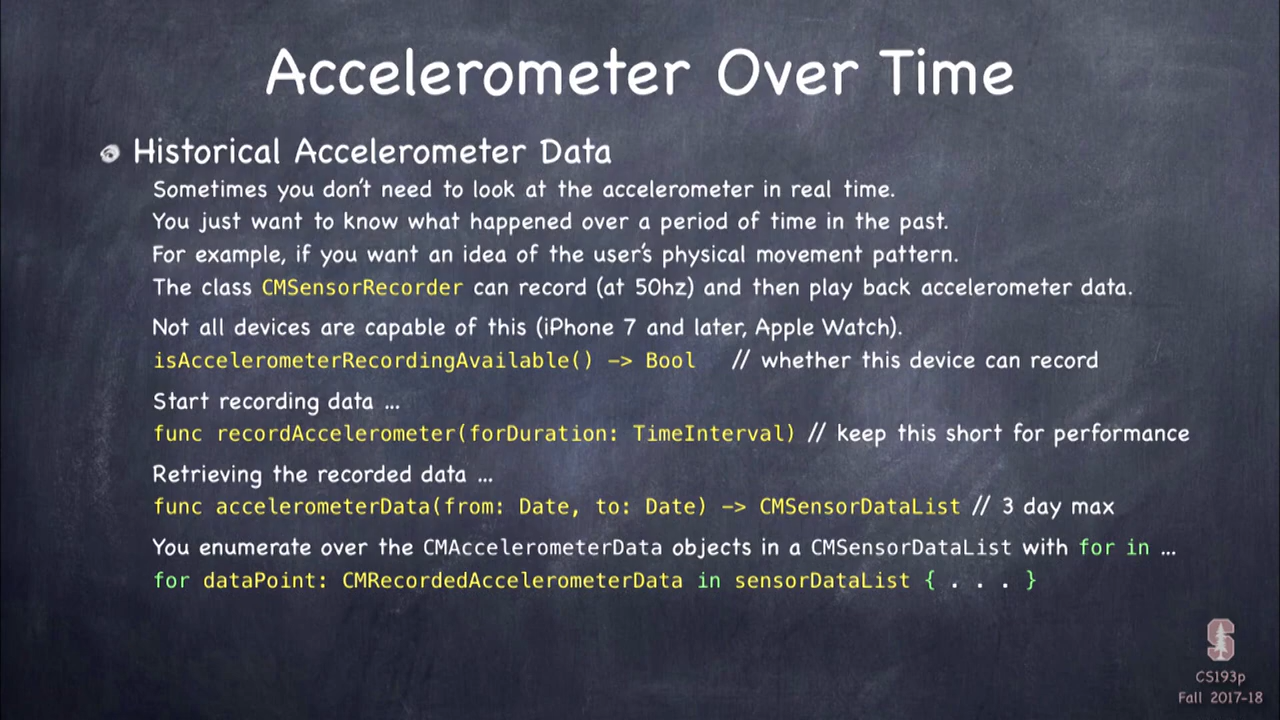 Accelerometer Over Time
Historical Accelerometer Data
Sometimes you don't need to look at the accelerometer in real time.
You just want to know what happened over a period of time in the past.
For example, if you want an idea of the user's physical movement pattern.
The class CMSensorRecorder can record (at 50hz) and then play back accelerometer data.
Not all devices are capable of this (iPhone 7 and later, Apple Watch).
isAccelerometerRecordingAvailable() -> Bool // whether this device can record
Start recording data ...
func recordAccelerometer(forDuration: TimeInterval) // keep this short for performance
Retrieving the recorded data ...
func accelerometerData(from: Date, to: Date) -> CMSensorDataList // 3 day max
You enumerate over the CMAccelerometerData objects in a CMSensorDataList with for in ...
for dataPoint: CMRecordedAccelerometerData in sensorDataList { . . . }
S
CS193p
Fall 2017-18